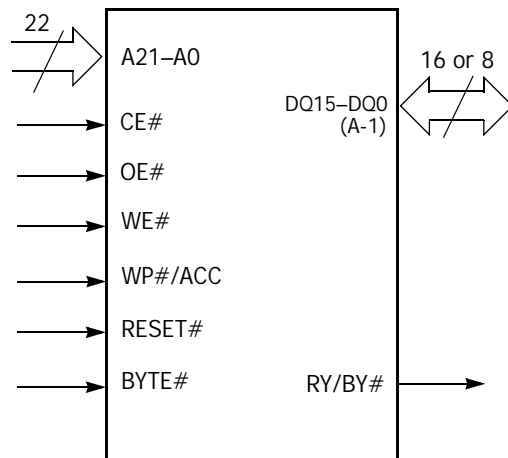 22
A21–A0
16 or 8
DQ15–DQ0
(A-1)
CE#
OE#
WE#
WP#/ACC
RESET#
BYTE#
RY/BY#